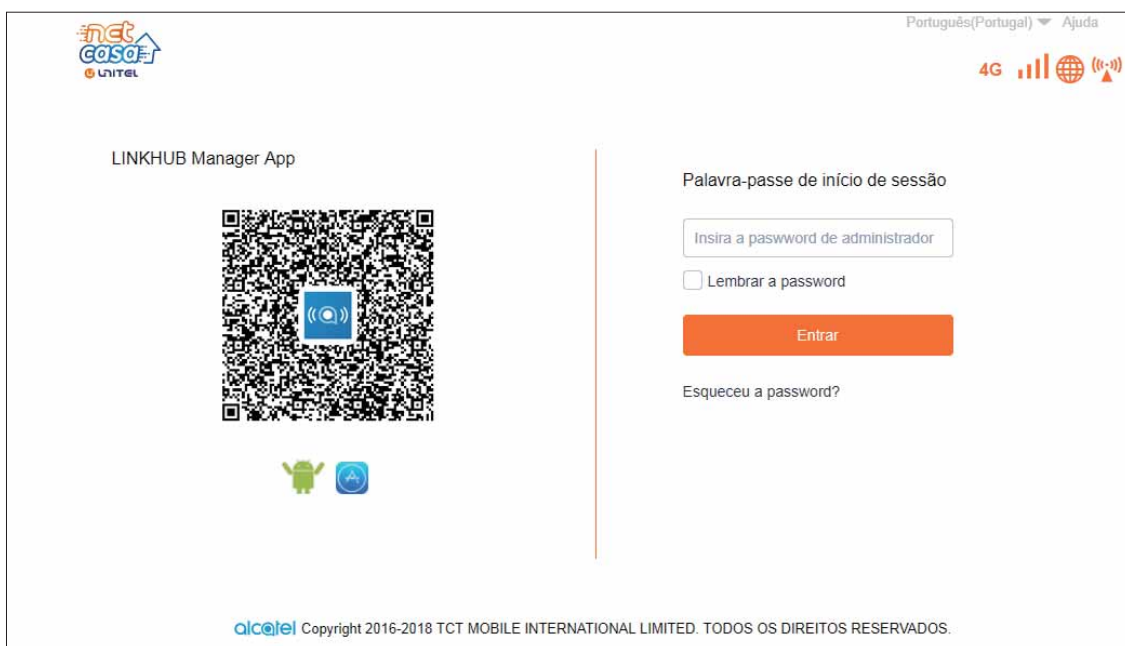 net
casa
UNITEL
Português(Portugal) Ajuda
4G
LINKHUB Manager App
Palavra-passe de início de sessão
Insira a paswword de administrador
Lembrar a password
Entrar
Esqueceu a password?
alcatel Copyright 2016-2018 TCT MOBILE INTERNATIONAL LIMITED. TODOS OS DIREITOS RESERVADOS.